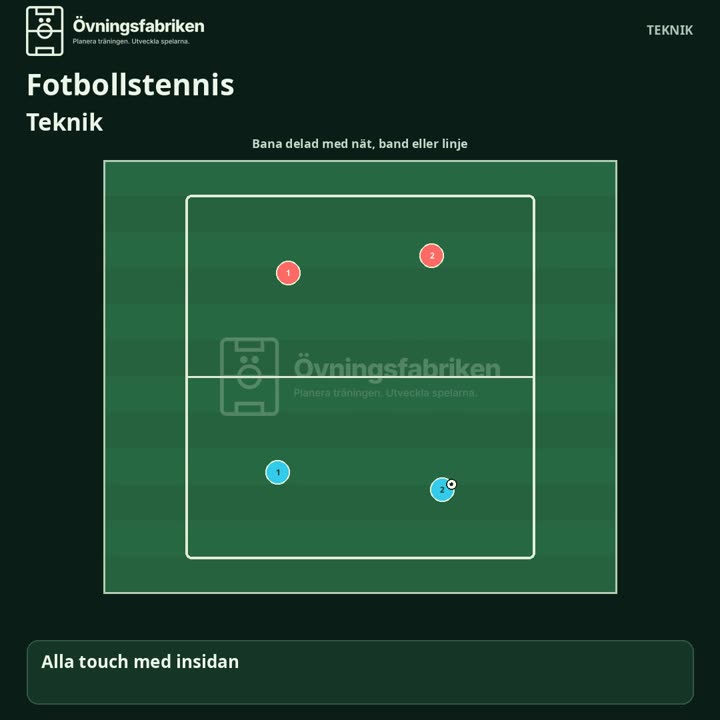 Övningsfabriken
Planera träningen. Utveckla spelarna.
TEKNIK
Fotbollstennis
Teknik
Bana delad med nät, band eller linje
1
2
Övningsfabriken
Planera träningen. Utveckla spelarna.
1
2
Alla touch med insidan